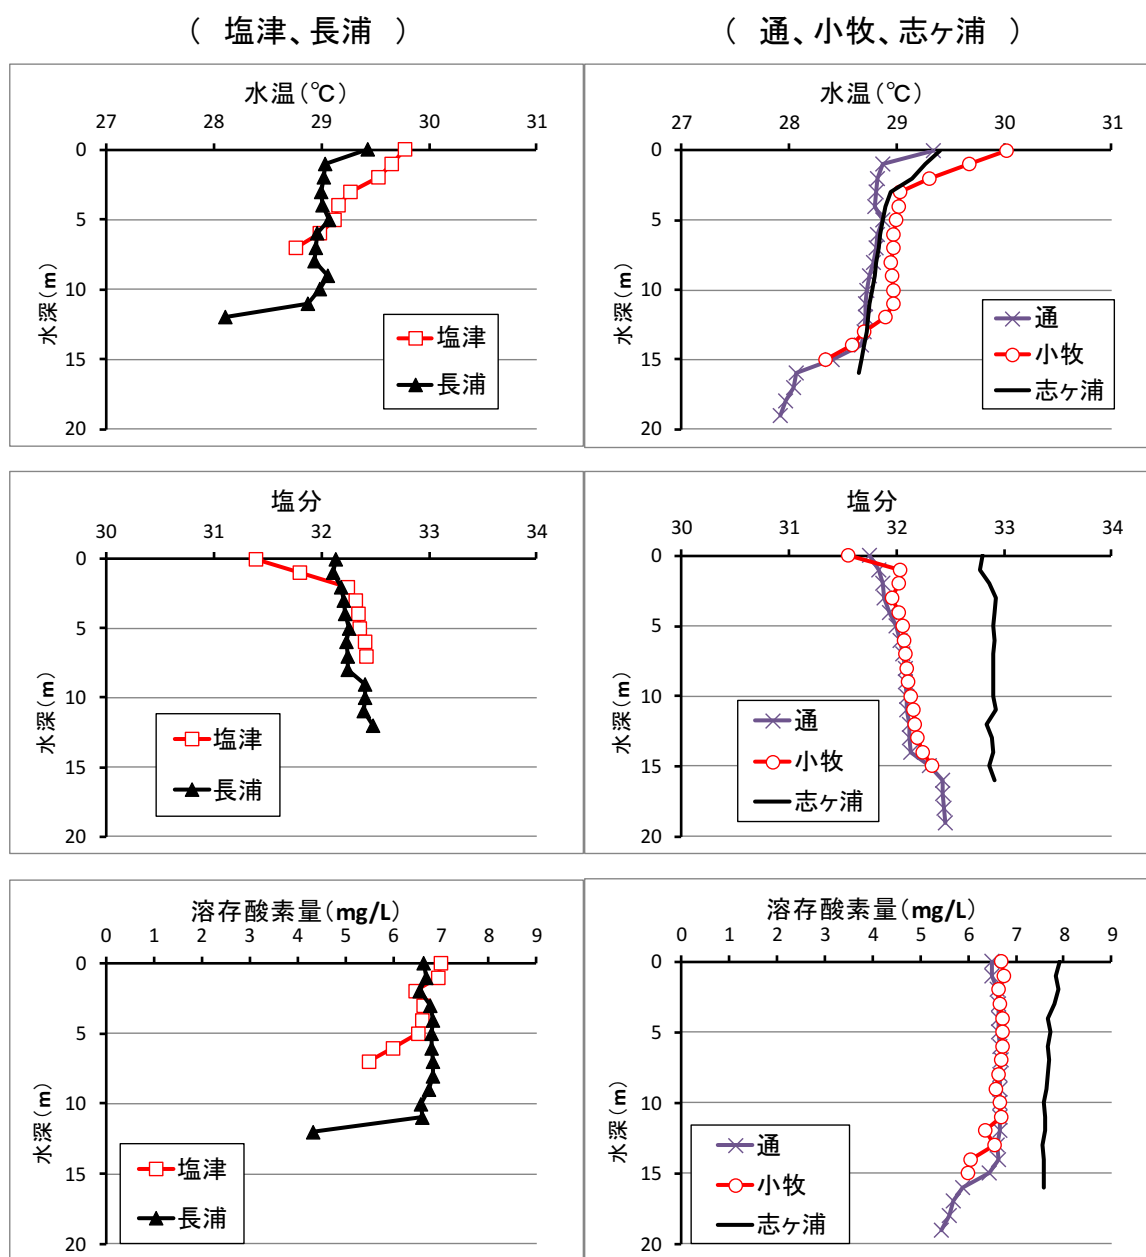 （ 塩津、長浦 ）
（ 通、小牧、志ヶ浦 ）
水温（℃）
27 28 29 30 31
0
5
10
15
20
水深（m）
塩津
長浦
水温（℃）
27 28 29 30 31
0
5
10
15
20
水深（m）
通
小牧
志ヶ浦
塩分
30 31 32 33 34
0
5
10
15
20
水深（m）
塩津
長浦
塩分
30 31 32 33 34
0
5
10
15
20
水深（m）
通
小牧
志ヶ浦
溶存酸素量（mg/L）
0 1 2 3 4 5 6 7 8 9
0
5
10
15
20
水深（m）
塩津
長浦
溶存酸素量（mg/L）
0 1 2 3 4 5 6 7 8 9
0
5
10
15
20
水深（m）
通
小牧
志ヶ浦